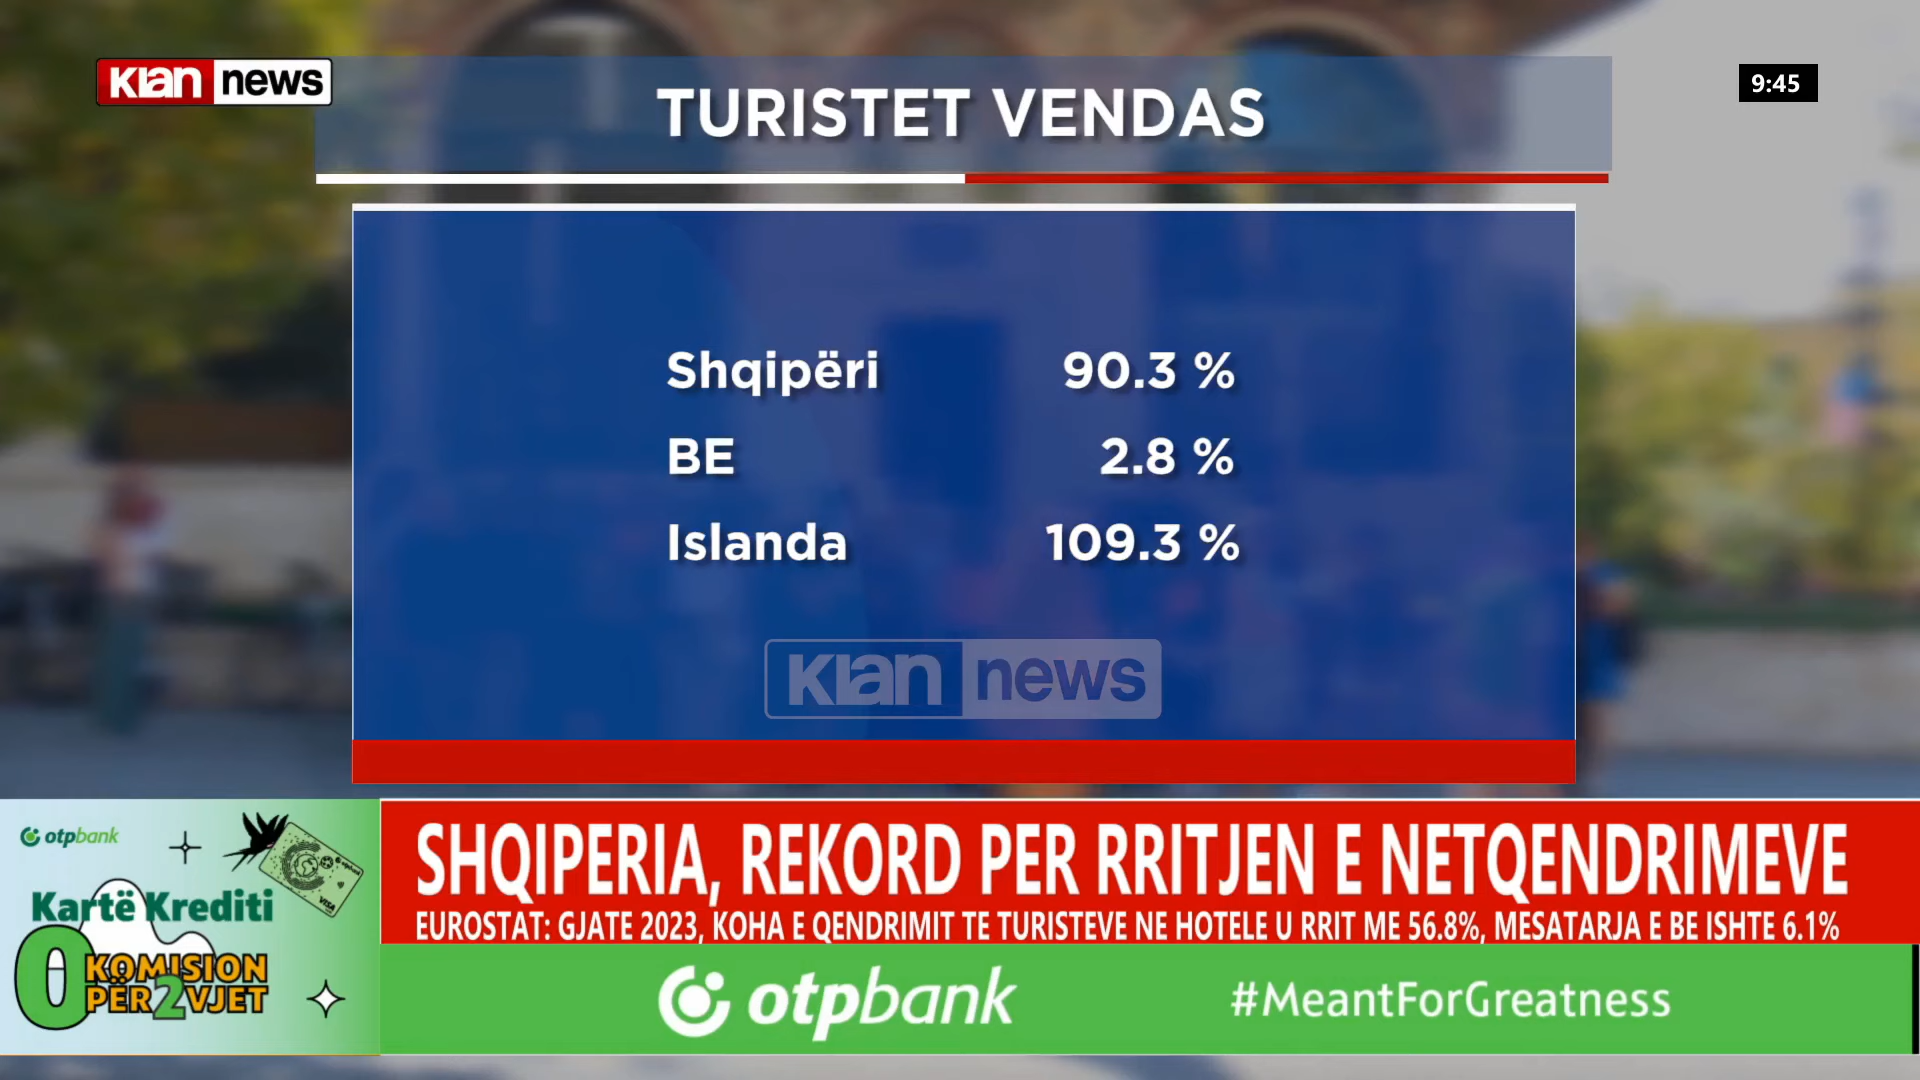 Klan news
TURISTET VENDAS
9:45
Shqipëri 90.3 %
BE 2.8 %
Islanda 109.3 %
Klan news
otpbank
VISA
Kartë Krediti
0 KOMISION
PËR 2 VJET
SHQIPERIA, REKORD PER RRITJEN E NETQENDRIMEVE
EUROSTAT: GJATE 2023, KOHA E QENDRIMIT TE TURISTEVE NE HOTELE U RRIT ME 56.8%, MESATARJA E BE ISHTE 6.1%
otpbank #MeantForGreatness